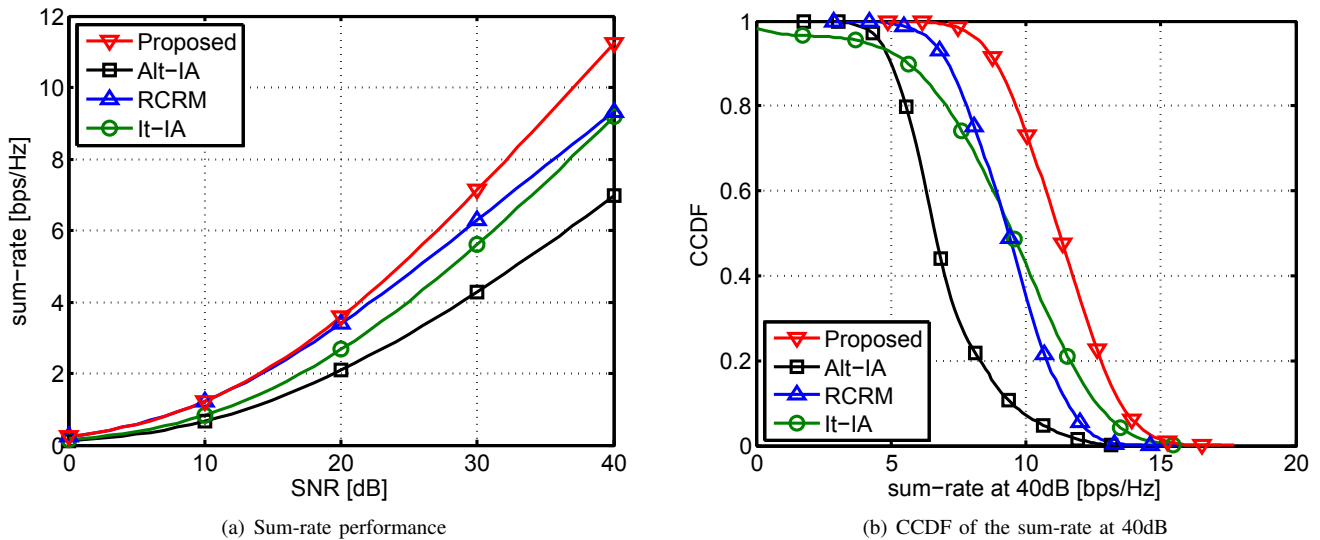 12
10
8
6
4
2
0
sum-rate [bps/Hz]
Proposed
Alt-IA
RCRM
It-IA
0
10
20
30
40
SNR [dB]
(a) Sum-rate performance
1
0.8
0.6
0.4
0.2
0
CCDF
Proposed
Alt-IA
RCRM
It-IA
0
5
10
15
20
sum-rate at 40dB [bps/Hz]
(b) CCDF of the sum-rate at 40dB